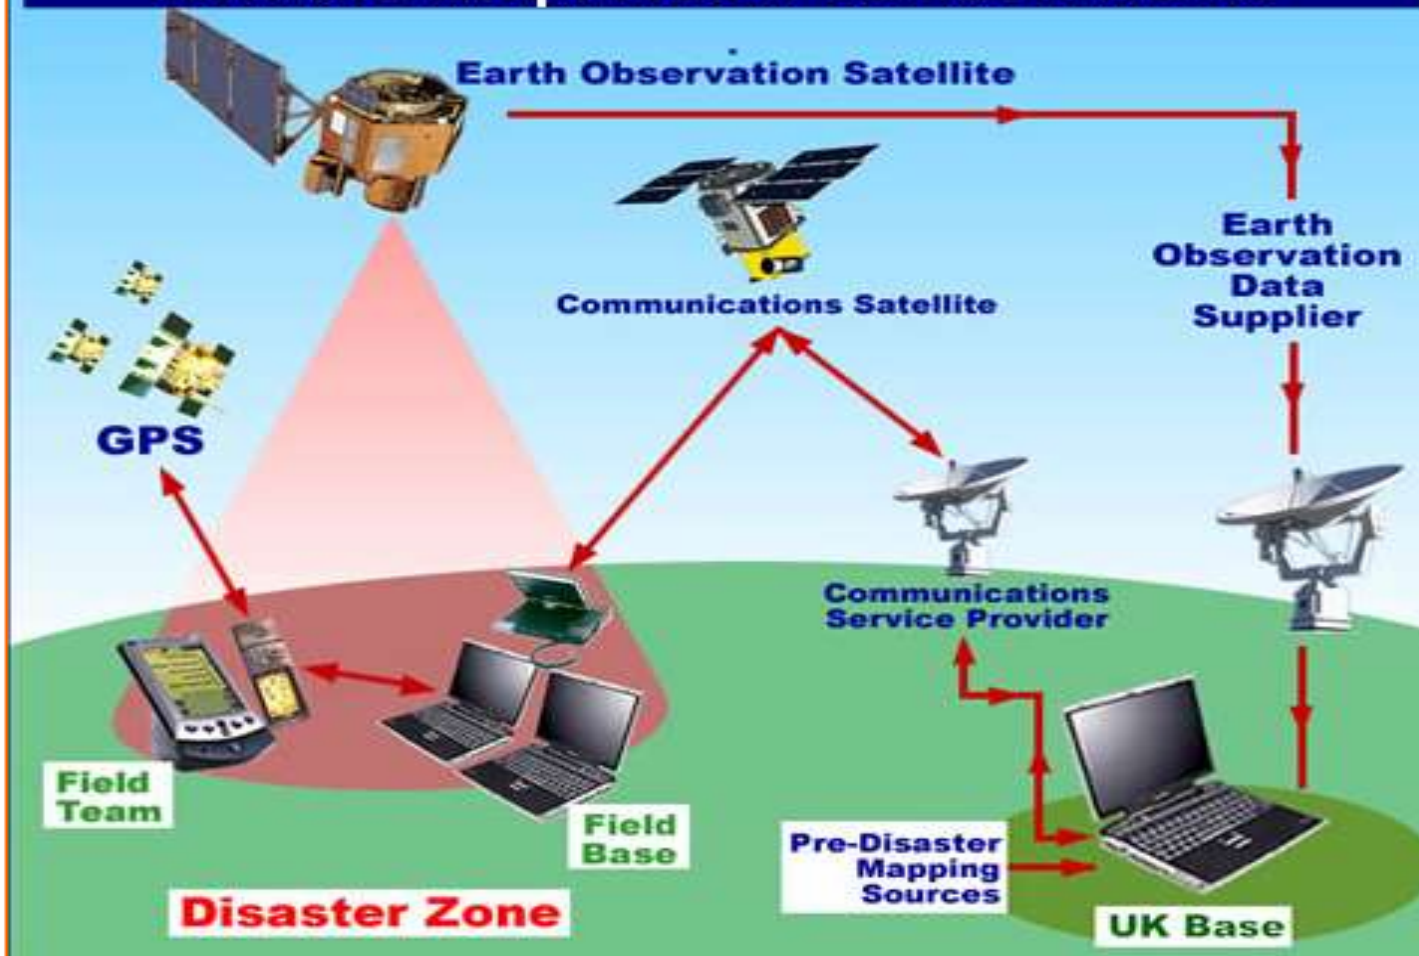 Earth Observation Satellite
Earth
Observation
Data
Supplier
Communications Satellite
GPS
Communications
Service Provider
Field
Team
Field
Base
Pre-Disaster
Mapping
Sources
Disaster Zone
UK Base